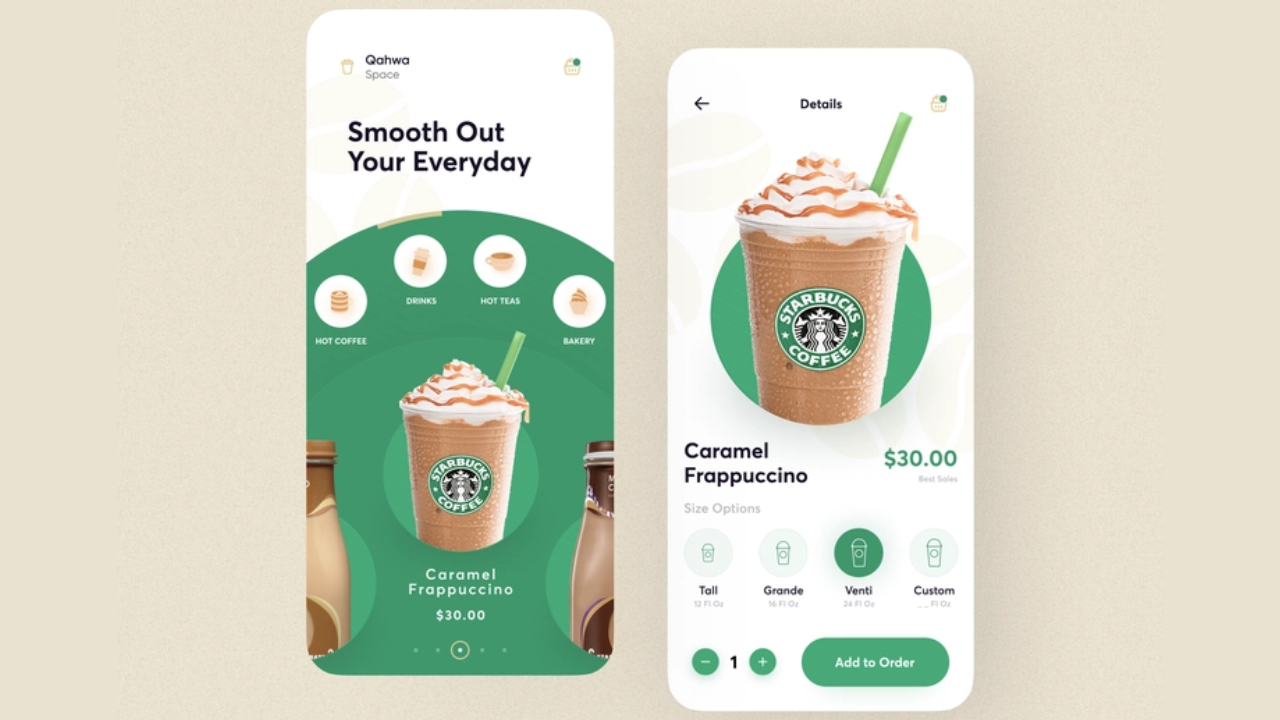 Qahwa
Space
Smooth Out
Your Everyday
DRINKS
HOT TEAS
HOT COFFEE
BAKERY
STARBUCKS
COFFEE
Caramel
Frappuccino
$30.00
Details
STARBUCKS
COFFEE
Caramel
Frappuccino
$30.00
Best Sales
Size Options
Tall
Grande
Venti
Custom
12 Fl Oz
16 Fl Oz
24 Fl Oz
_ _ Fl Oz
1
Add to Order